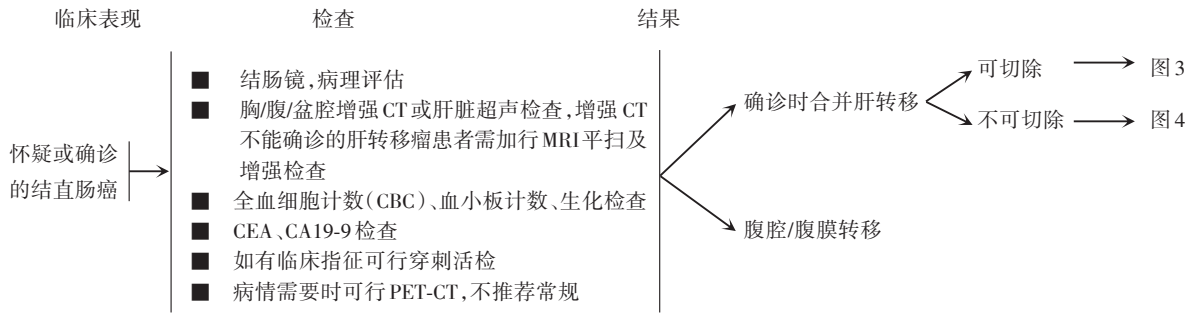 临床表现
检查
结果
怀疑或确诊
的结直肠癌
■ 结肠镜,病理评估
■ 胸/腹/盆腔增强CT或肝脏超声检查,增强CT
不能确诊的肝转移瘤患者需加行MRI平扫及
增强检查
■ 全血细胞计数(CBC)、血小板计数、生化检查
■ CEA、CA19-9检查
■ 如有临床指征可行穿刺活检
■ 病情需要时可行PET-CT,不推荐常规
确诊时合并肝转移
可切除
图3
不可切除
图4
腹腔/腹膜转移